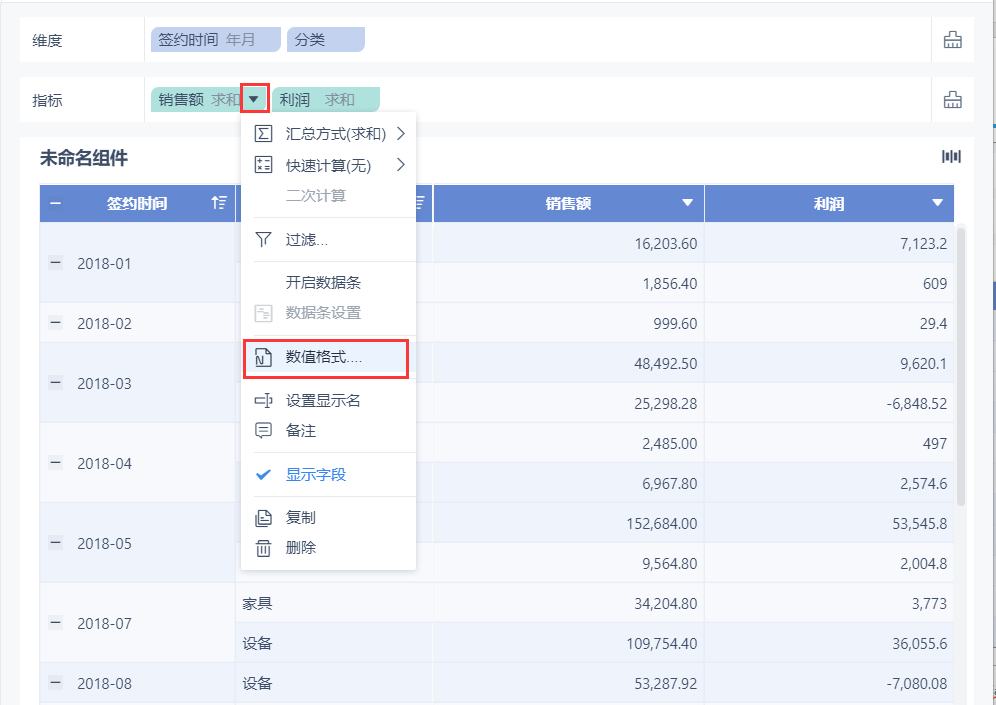 维度 签约时间 年月 分类
指标 销售额 求和 利润 求和
汇总方式(求和)
快速计算(无)
二次计算
过滤...
开启数据条
数据条设置
数值格式....
设置显示名
备注
显示字段
复制
删除
未命名组件
签约时间 销售额 利润
2018-01 16,203.60 7,123.2
1,856.40 609
2018-02 999.60 29.4
2018-03 48,492.50 9,620.1
25,298.28 -6,848.52
2018-04 2,485.00 497
6,967.80 2,574.6
2018-05 152,684.00 53,545.8
9,564.80 2,004.8
2018-07 家具 34,204.80 3,773
设备 109,754.40 36,055.6
2018-08 设备 53,287.92 -7,080.08